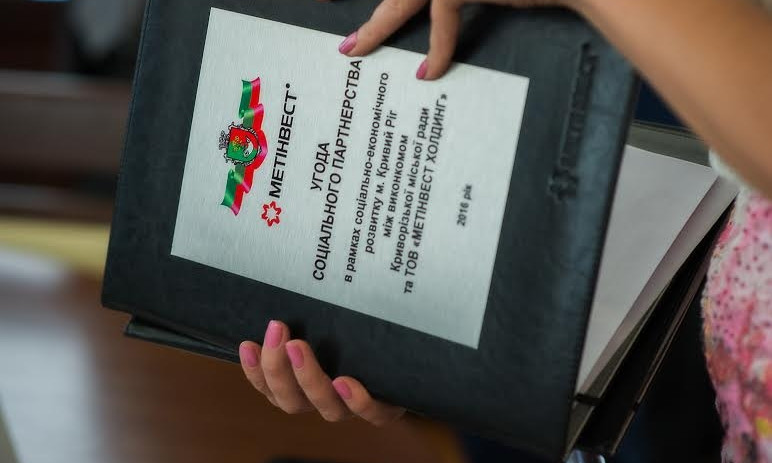 МЕТІНВЕСТ
УГОДА
СОЦІАЛЬНОГО ПАРТНЕРСТВА
в рамках соціально-економічного
розвитку м. Кривий Ріг
між виконкомом
Криворізької міської ради
та ТОВ «МЕТІНВЕСТ ХОЛДИНГ»
2016 рік
МЕТІНВЕСТ